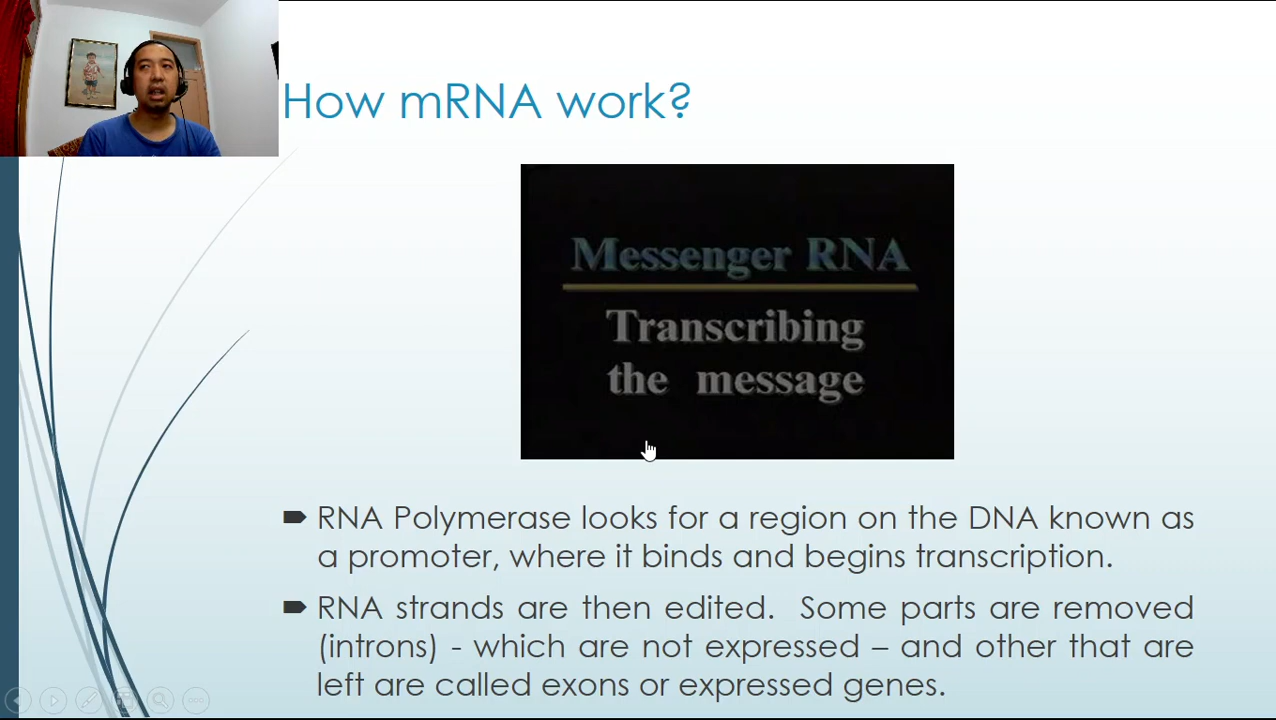 How mRNA work?
Messenger RNA
Transcribing
the message
RNA Polymerase looks for a region on the DNA known as
a promoter, where it binds and begins transcription.
RNA strands are then edited. Some parts are removed
(introns) - which are not expressed – and other that are
left are called exons or expressed genes.